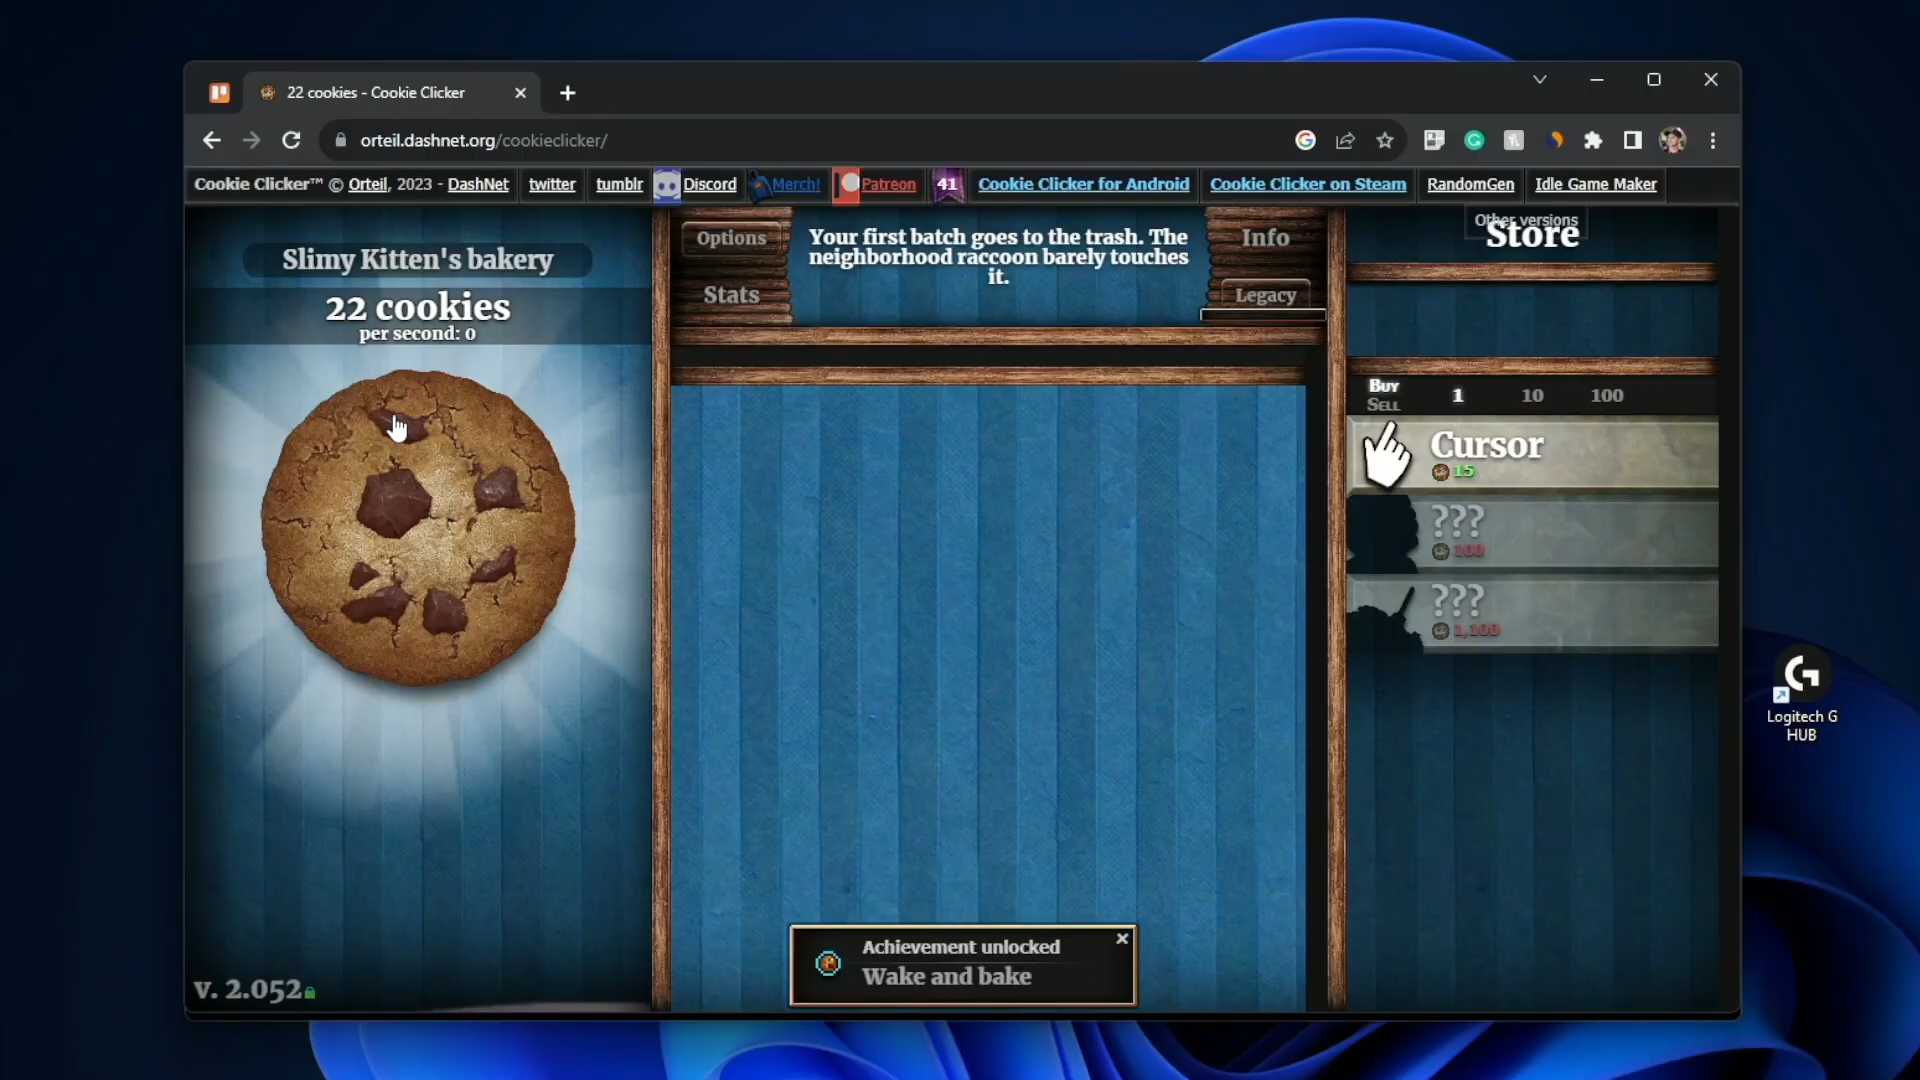 22 cookies - Cookie Clicker
orteil.dashnet.org/cookieclicker/
Cookie Clicker™ © Orteil, 2023 - DashNet
twitter
tumblr
Discord
Merch!
Patreon
41
Cookie Clicker for Android
Cookie Clicker on Steam
RandomGen
Idle Game Maker
Slimy Kitten's bakery
22 cookies
per second: 0
Options
Stats
Your first batch goes to the trash. The
neighborhood raccoon barely touches
it.
Info
Legacy
Other versions
Store
Buy
Sell
1
10
100
Cursor
15
???
100
???
1,100
Logitech G
HUB
Achievement unlocked
Wake and bake
v. 2.052